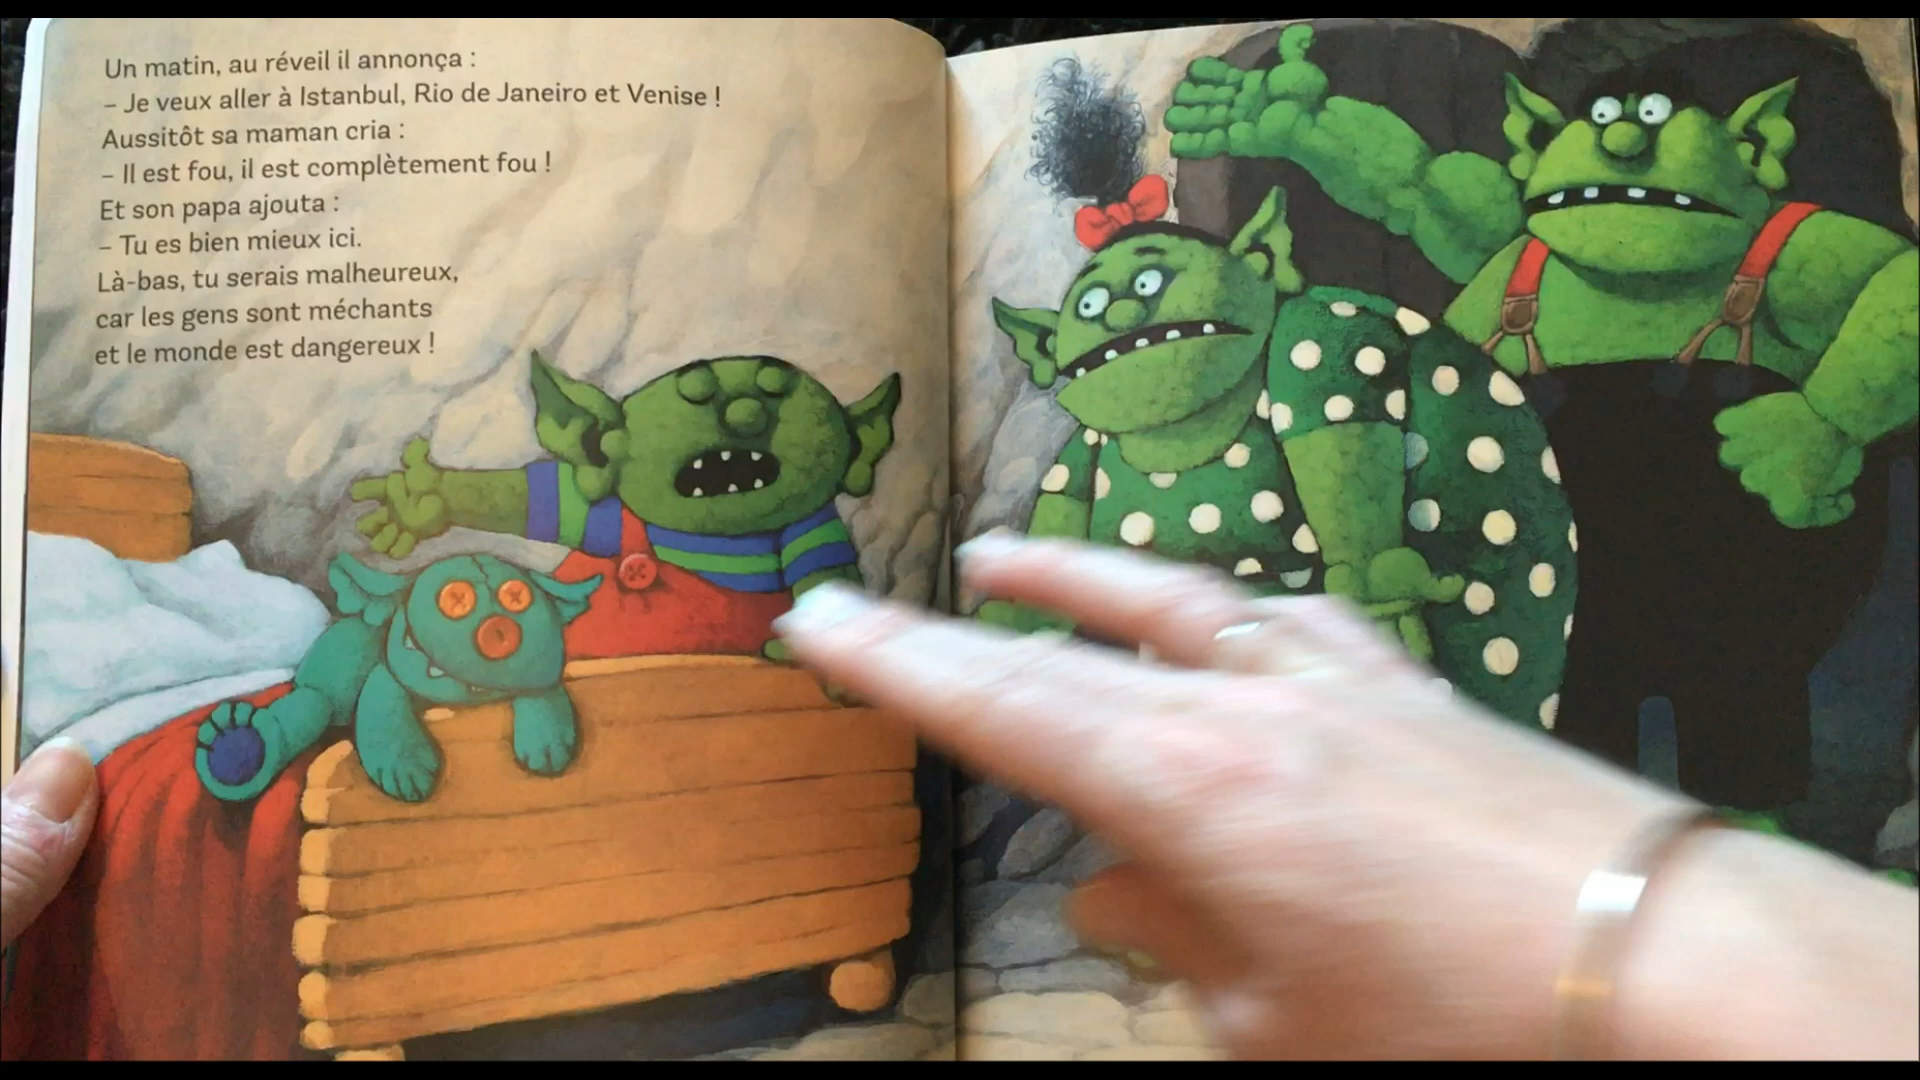 Un matin, au réveil il annonça :
– Je veux aller à Istanbul, Rio de Janeiro et Venise !
Aussitôt sa maman cria :
– Il est fou, il est complètement fou !
Et son papa ajouta :
– Tu es bien mieux ici.
Là-bas, tu serais malheureux,
car les gens sont méchants
et le monde est dangereux !